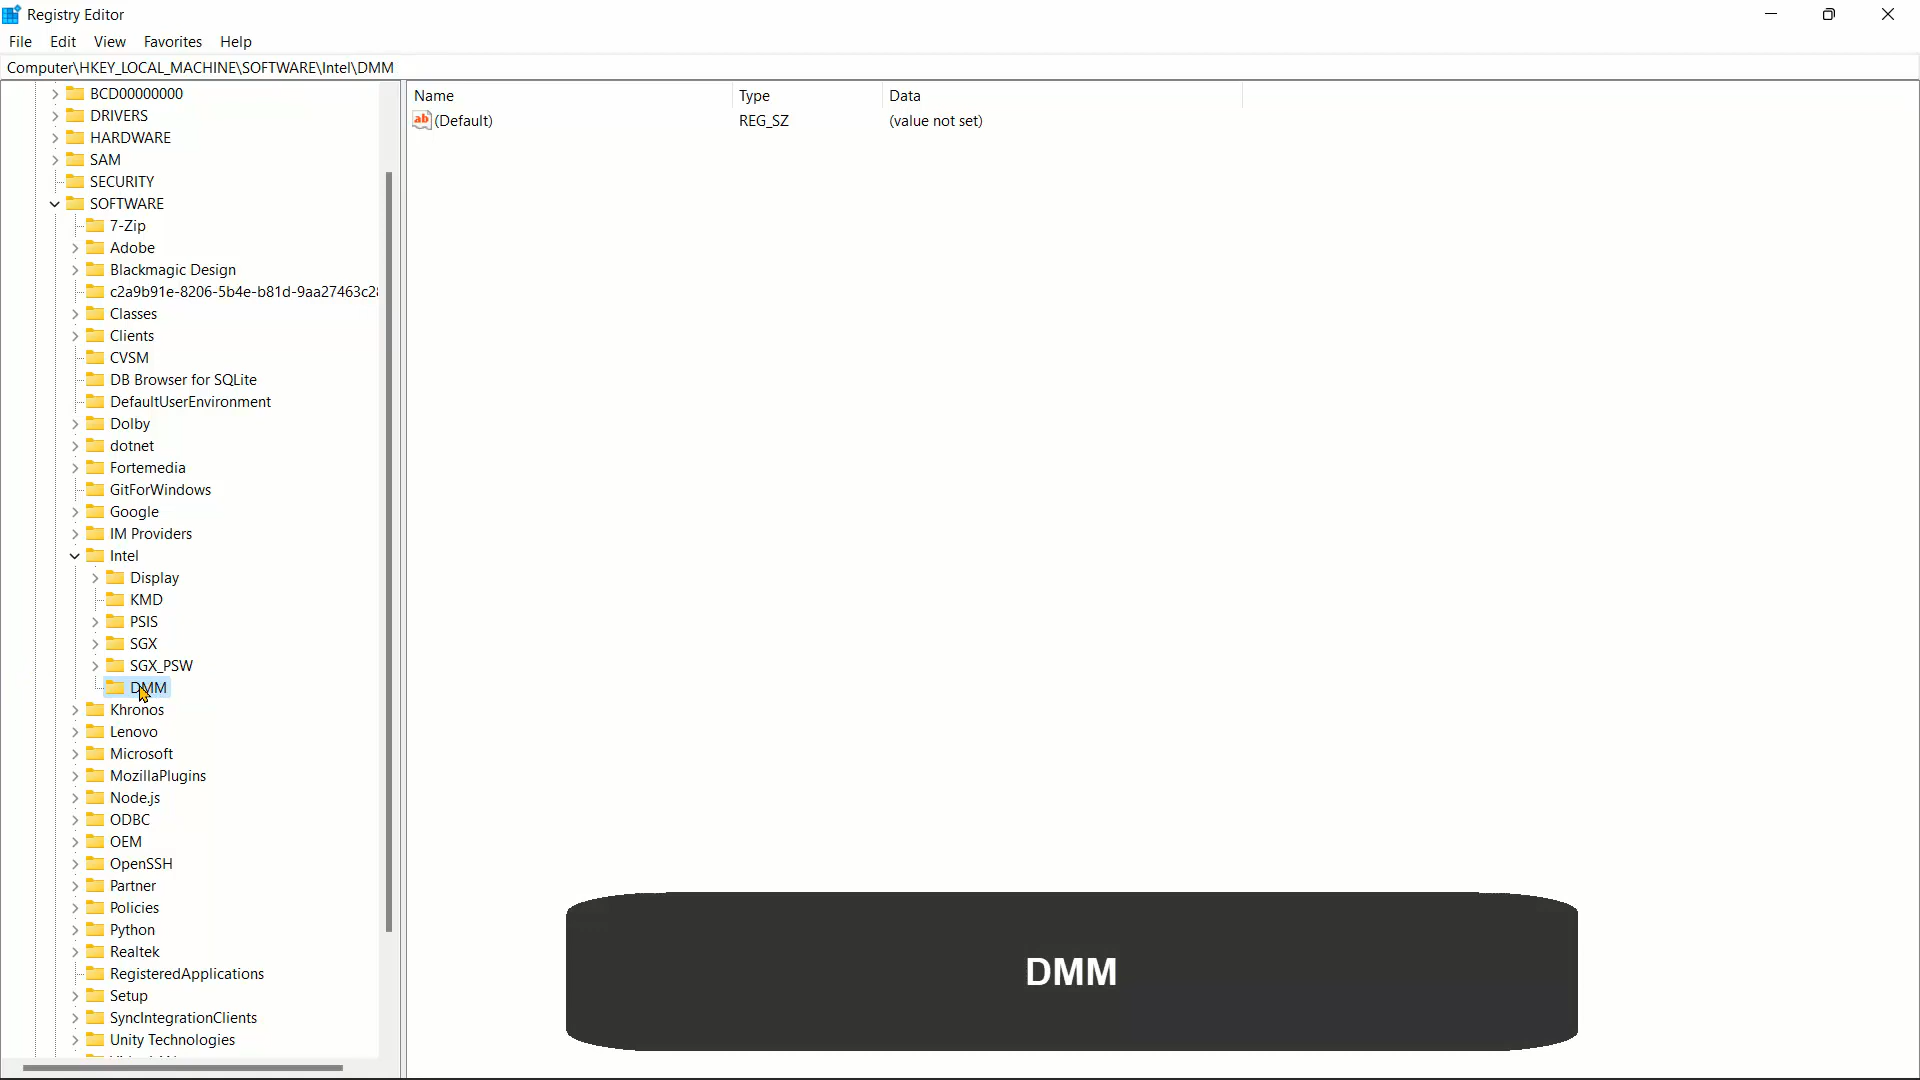 Registry Editor
File Edit View Favorites Help
Computer\HKEY_LOCAL_MACHINE\SOFTWARE\Intel\DMM
BCD00000000
DRIVERS
HARDWARE
SAM
SECURITY
SOFTWARE
7-Zip
Adobe
Blackmagic Design
c2a9b91e-8206-5b4e-b81d-9aa27463c2
Classes
Clients
CVSM
DB Browser for SQLite
DefaultUserEnvironment
Dolby
dotnet
Fortemedia
GitForWindows
Google
IM Providers
Intel
Display
KMD
PSIS
SGX
SGX_PSW
DMM
Khronos
Lenovo
Microsoft
MozillaPlugins
Node.js
ODBC
OEM
OpenSSH
Partner
Policies
Python
Realtek
RegisteredApplications
Setup
SyncIntegrationClients
Unity Technologies
Name Type Data
ab (Default) REG_SZ (value not set)
DMM